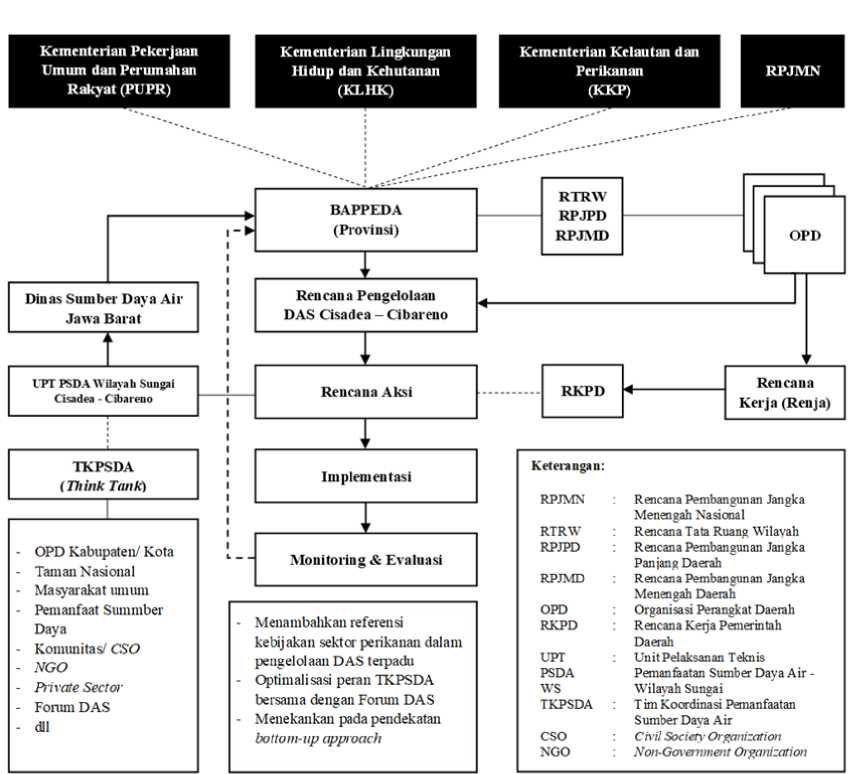 Kementerian Pekerjaan
Umum dan Perumahan
Rakyat (PUPR)
Kementerian Lingkungan
Hidup dan Kehutanan
(KLHK)
Kementerian Kelautan dan
Perikanan
(KKP)
RPJMN
BAPPEDA
(Provinsi)
RTRW
RPJPD
RPJMD
OPD
Dinas Sumber Daya Air
Jawa Barat
Rencana Pengelolaan
DAS Cisadea – Cibareno
UPT PSDA Wilayah Sungai
Cisadea - Cibareno
Rencana Aksi
RKPD
Rencana
Kerja (Renja)
TKPSDA
(Think Tank)
Implementasi
Monitoring & Evaluasi
- OPD Kabupaten/ Kota
- Taman Nasional
- Masyarakat umum
- Pemanfaat Summber
Daya
- Komunitas/ CSO
- NGO
- Private Sector
- Forum DAS
- dll
- Menambahkan referensi
kebijakan sektor perikanan dalam
pengelolaan DAS terpadu
- Optimalisasi peran TKPSDA
bersama dengan Forum DAS
- Menekankan pada pendekatan
bottom-up approach
Keterangan:
RPJMN : Rencana Pembangunan Jangka
Menengah Nasional
RTRW : Rencana Tata Ruang Wilayah
RPJPD : Rencana Pembangunan Jangka
Panjang Daerah
RPJMD : Rencana Pembangunan Jangka
Menengah Daerah
OPD : Organisasi Perangkat Daerah
RKPD : Rencana Kerja Pemerintah
Daerah
UPT : Unit Pelaksanan Teknis
PSDA : Pemanfaatan Sumber Daya Air -
WS : Wilayah Sungai
TKPSDA : Tim Koordinasi Pemanfaatan
Sumber Daya Air
CSO : Civil Society Organization
NGO : Non-Government Organization